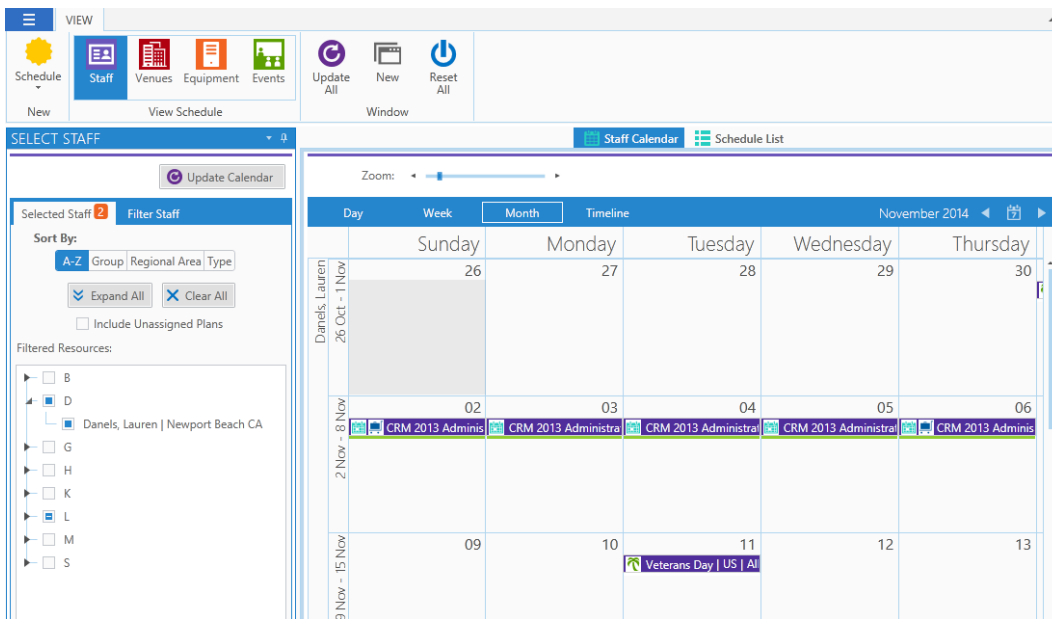 VIEW
Schedule
Staff
Venues
Equipment
Events
Update All
New
Reset All
New
View Schedule
Window
SELECT STAFF
Update Calendar
Selected Staff 2
Filter Staff
Sort By:
A-Z Group Regional Area Type
Expand All
Clear All
Include Unassigned Plans
Filtered Resources:
B
D
Danels, Lauren | Newport Beach CA
G
H
K
L
M
S
Staff Calendar
Schedule List
Zoom:
Day Week Month Timeline
November 2014
7
Sunday Monday Tuesday Wednesday Thursday
Danels, Lauren
26 Oct - 1 Nov
26 27 28 29 30
2 Nov - 8 Nov
02 03 04 05 06
CRM 2013 Adminis
CRM 2013 Administra
CRM 2013 Administrat
CRM 2013 Administrat
CRM 2013 Adminis
9 Nov - 15 Nov
09 10 11 12 13
Veterans Day | US | All